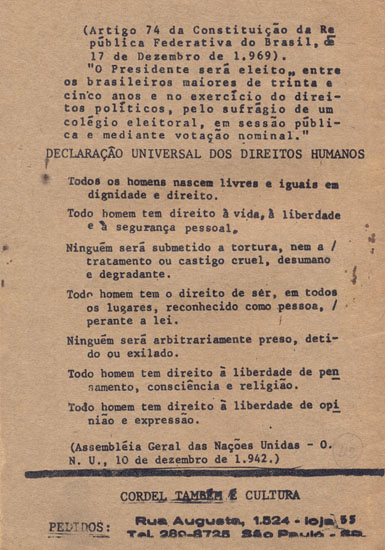 (Artigo 74 da Constituição da Re
pública Federativa do Brasil, de
17 de Dezembro de 1.969).
"O Presidente será eleito, entre
os brasileiros maiores de trinta e
cinco anos e no exercício do direi-
tos políticos, pelo sufrágio de um
colégio eleitoral, em sessão públi-
ca e mediante votação nominal."
DECLARAÇÃO UNIVERSAL DOS DIREITOS HUMANOS
Todos os homens nascem livres e iguais em
dignidade e direito.
Todo homem tem direito à vida, à liberdade
e à segurança pessoal.
Ninguém será submetido a tortura, nem a /
tratamento ou castigo cruel, desumano
e degradante.
Todo homem tem o direito de ser, em todos
os lugares, reconhecido como pessoa, /
perante a lei.
Ninguém será arbitrariamente preso, deti-
do ou exilado.
Todo homem tem direito à liberdade de pen
samento, consciência e religião.
Todo homem tem direito à liberdade de opi
nião e expressão.
(Assembléia Geral das Nações Unidas - O.
N. U., 10 de dezembro de 1.942.)
CORDEL TAMBÉM É CULTURA
PEDIDOS: Rua Augusta, 1.524 - loja 55
Tel. 289-8725 São Paulo - SP